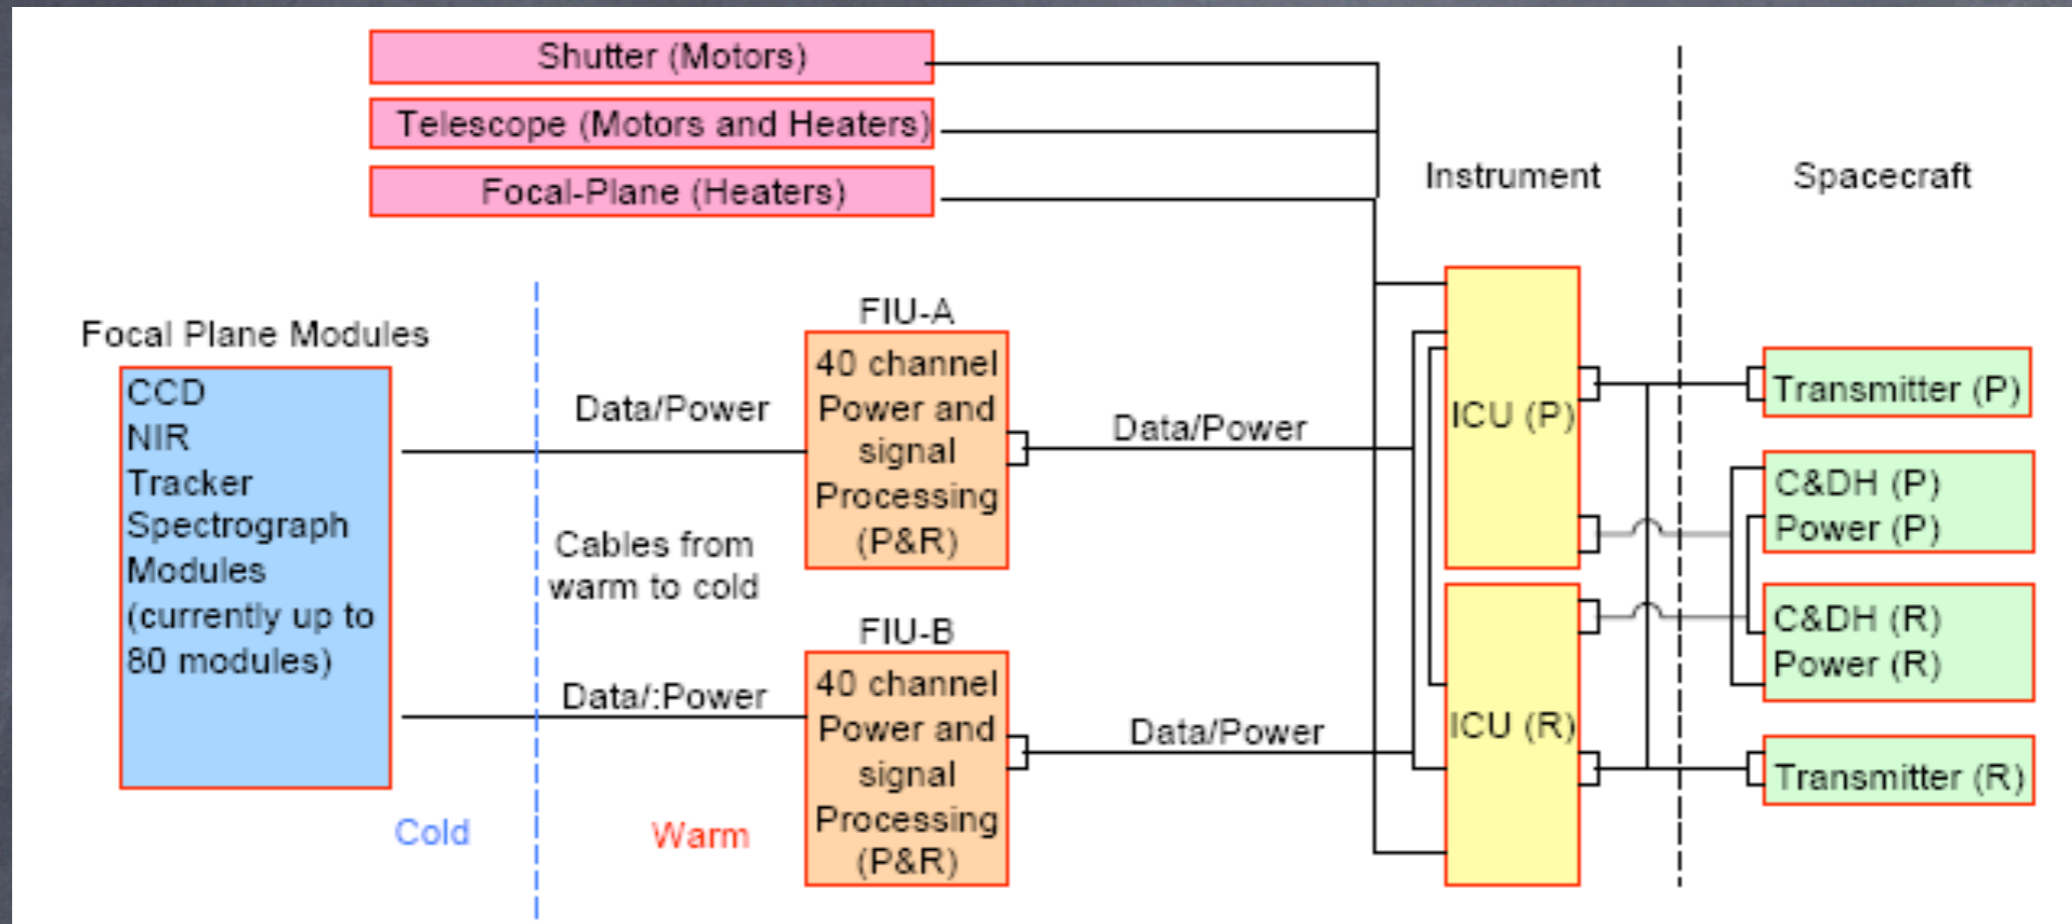 Shutter (Motors)
Telescope (Motors and Heaters)
Focal-Plane (Heaters)
Instrument
Spacecraft
Focal Plane Modules
CCD
NIR
Tracker
Spectrograph
Modules
(currently up to
80 modules)
Cold
Warm
Data/Power
Cables from
warm to cold
Data/:Power
FIU-A
40 channel
Power and
signal
Processing
(P&R)
FIU-B
40 channel
Power and
signal
Processing
(P&R)
Data/Power
Data/Power
ICU (P)
ICU (R)
Transmitter (P)
C&DH (P)
Power (P)
C&DH (R)
Power (R)
Transmitter (R)